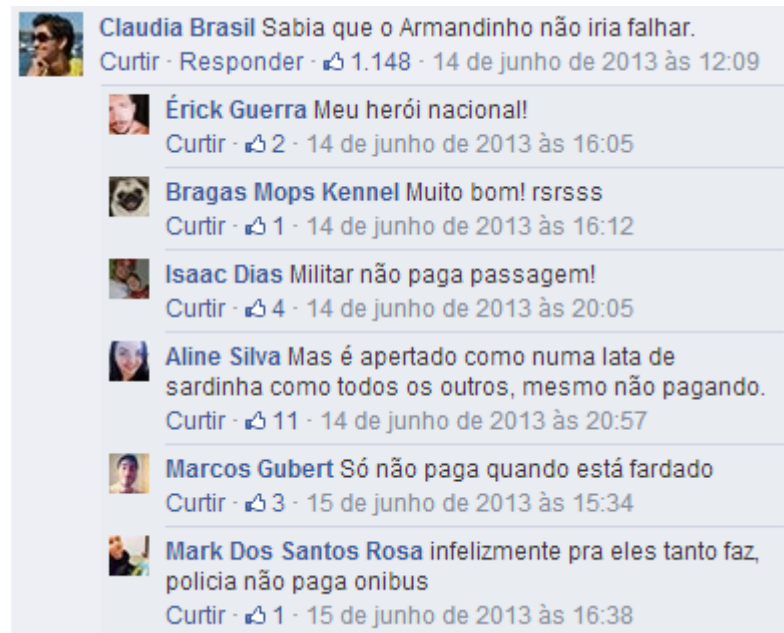 Claudia Brasil Sabia que o Armandinho não iria falhar.
Curtir · Responder · 1.148 · 14 de junho de 2013 às 12:09
Érick Guerra Meu herói nacional!
Curtir · 2 · 14 de junho de 2013 às 16:05
Bragas Mops Kennel Muito bom! rsrsss
Curtir · 1 · 14 de junho de 2013 às 16:12
Isaac Dias Militar não paga passagem!
Curtir · 4 · 14 de junho de 2013 às 20:05
Aline Silva Mas é apertado como numa lata de
sardinha como todos os outros, mesmo não pagando.
Curtir · 11 · 14 de junho de 2013 às 20:57
Marcos Gubert Só não paga quando está fardado
Curtir · 3 · 15 de junho de 2013 às 15:34
Mark Dos Santos Rosa infelizmente pra eles tanto faz,
policia não paga onibus
Curtir · 1 · 15 de junho de 2013 às 16:38